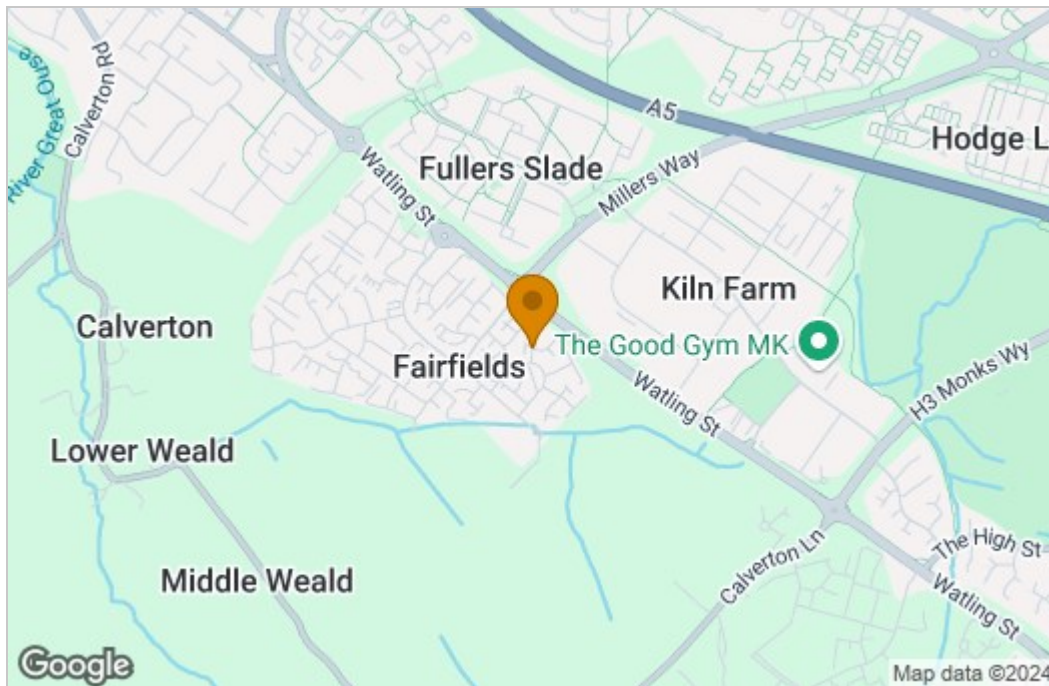 River Great Ouse
Calverton Rd
A5
Hodge L
Fullers Slade
Millers Way
Watling St
Kiln Farm
Calverton
The Good Gym MK
Fairfields
H3 Monks Wy
Watling St
Lower Weald
Calverton Ln
The High St
Middle Weald
Watling St
Google
Map data ©2024